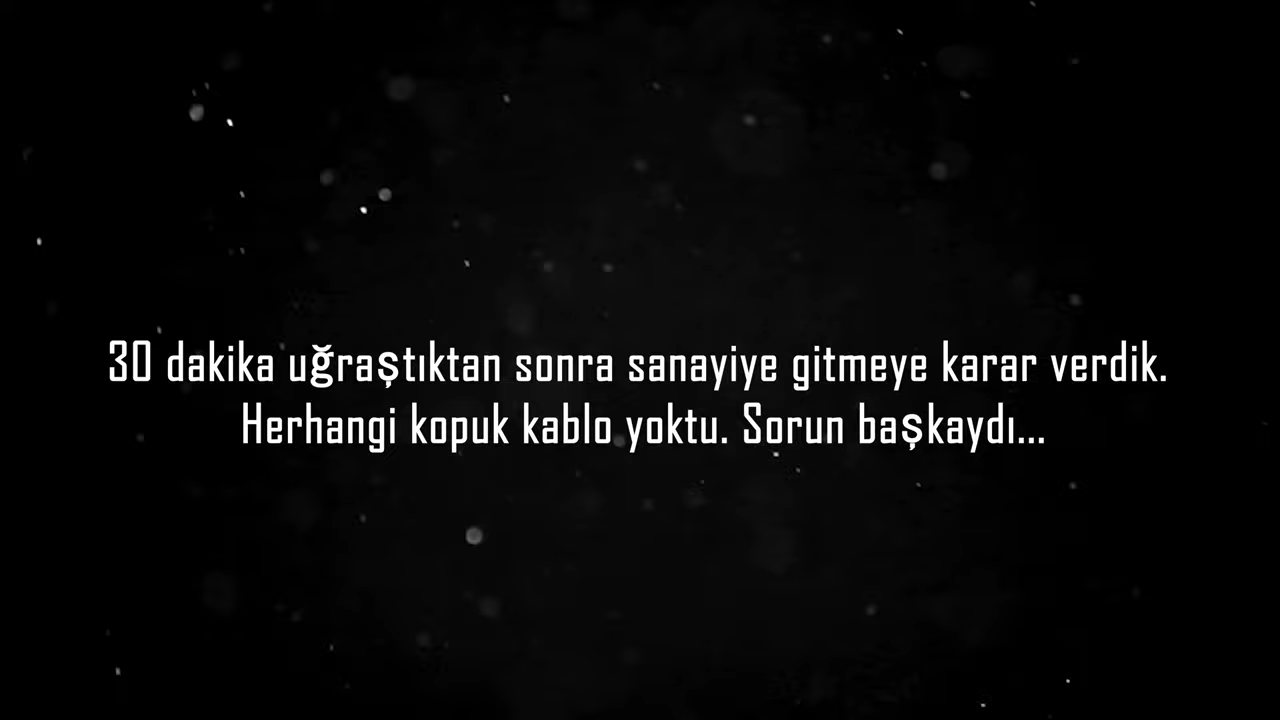 30 dakika uğraştıktan sonra sanayiye gitmeye karar verdik.
Herhangi kopuk kablo yoktu. Sorun başkaydı...